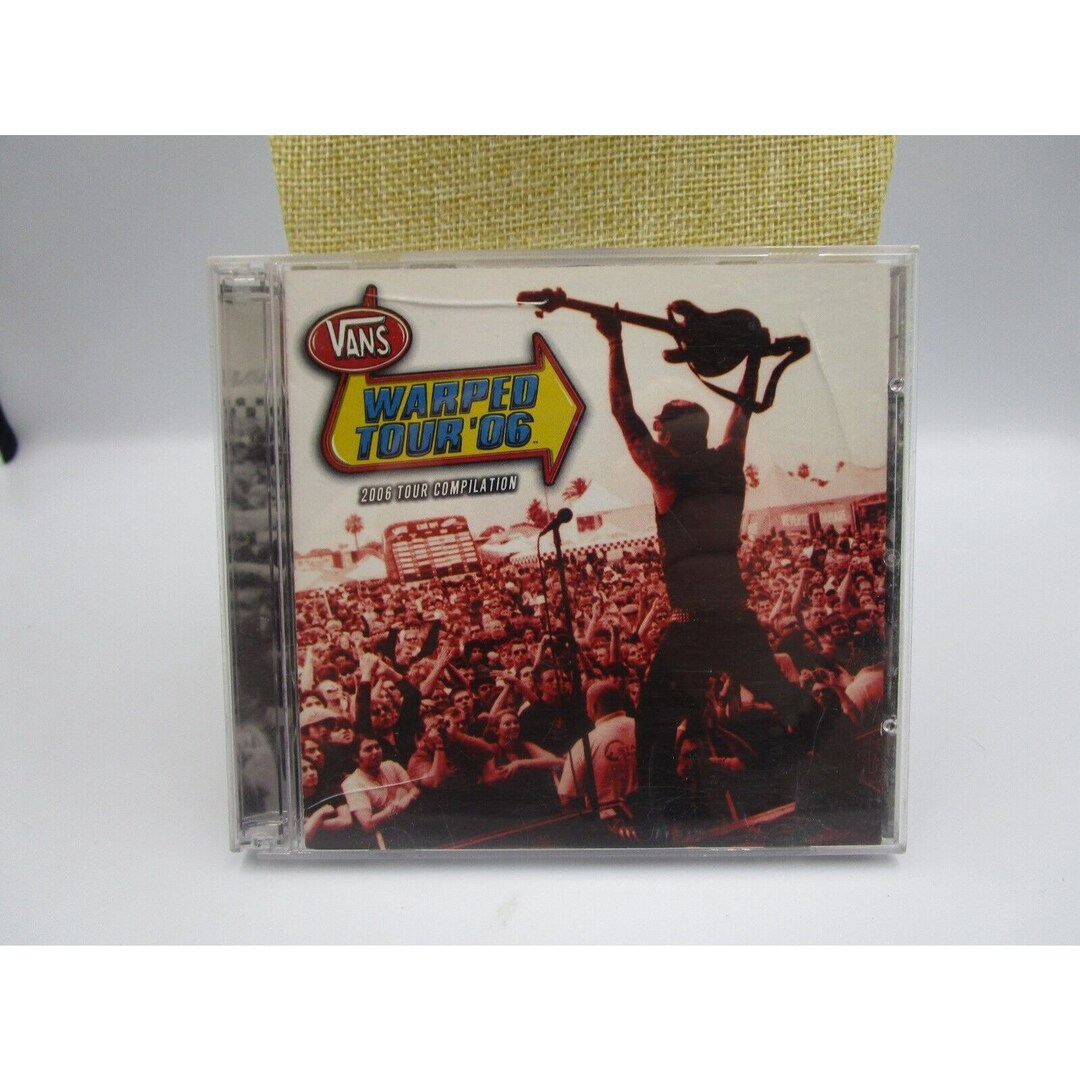 VANS
WARPED
TOUR '06
2006 TOUR COMPILATION